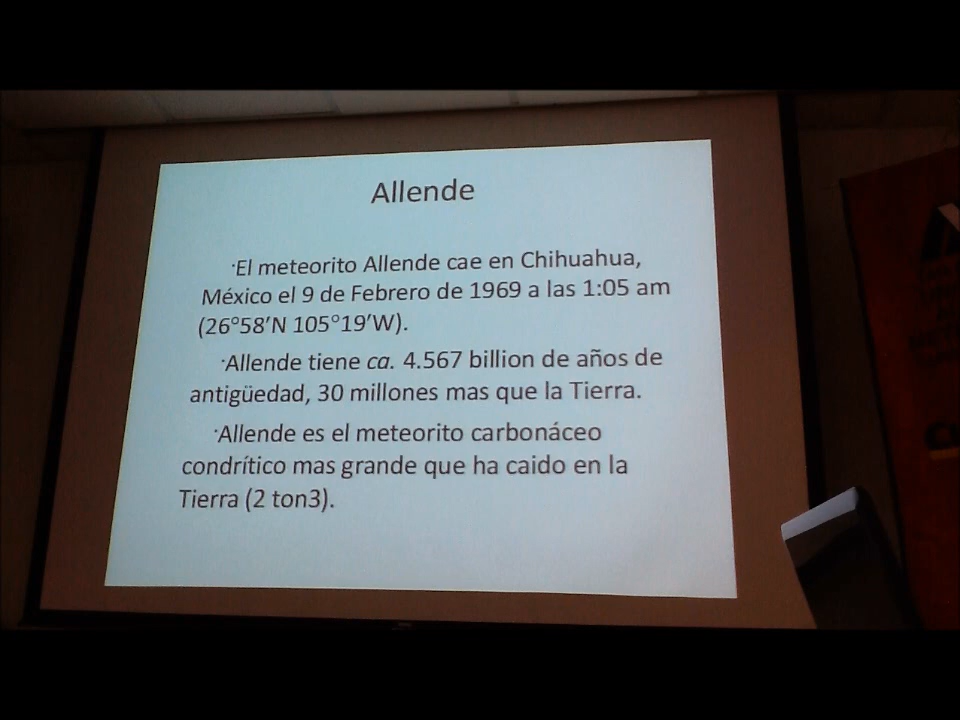 Allende
·El meteorito Allende cae en Chihuahua,
México el 9 de Febrero de 1969 a las 1:05 am
(26°58’N 105°19’W).
·Allende tiene ca. 4.567 billion de años de
antigüedad, 30 millones mas que la Tierra.
·Allende es el meteorito carbonáceo
condrítico mas grande que ha caido en la
Tierra (2 ton3).